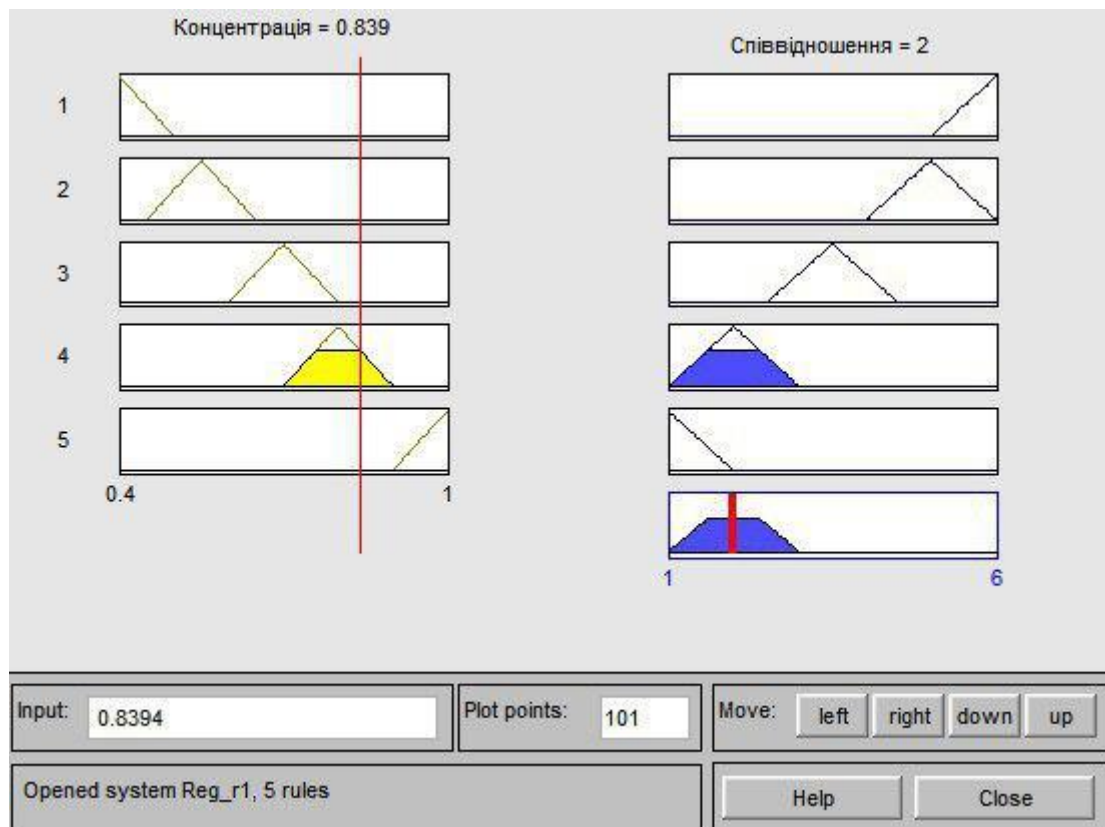 Концентрація = 0.839
Співвідношення = 2
1
2
3
4
5
0.4 1
1 6
Input: 0.8394
Plot points: 101
Move: left right down up
Opened system Reg_r1, 5 rules
Help Close